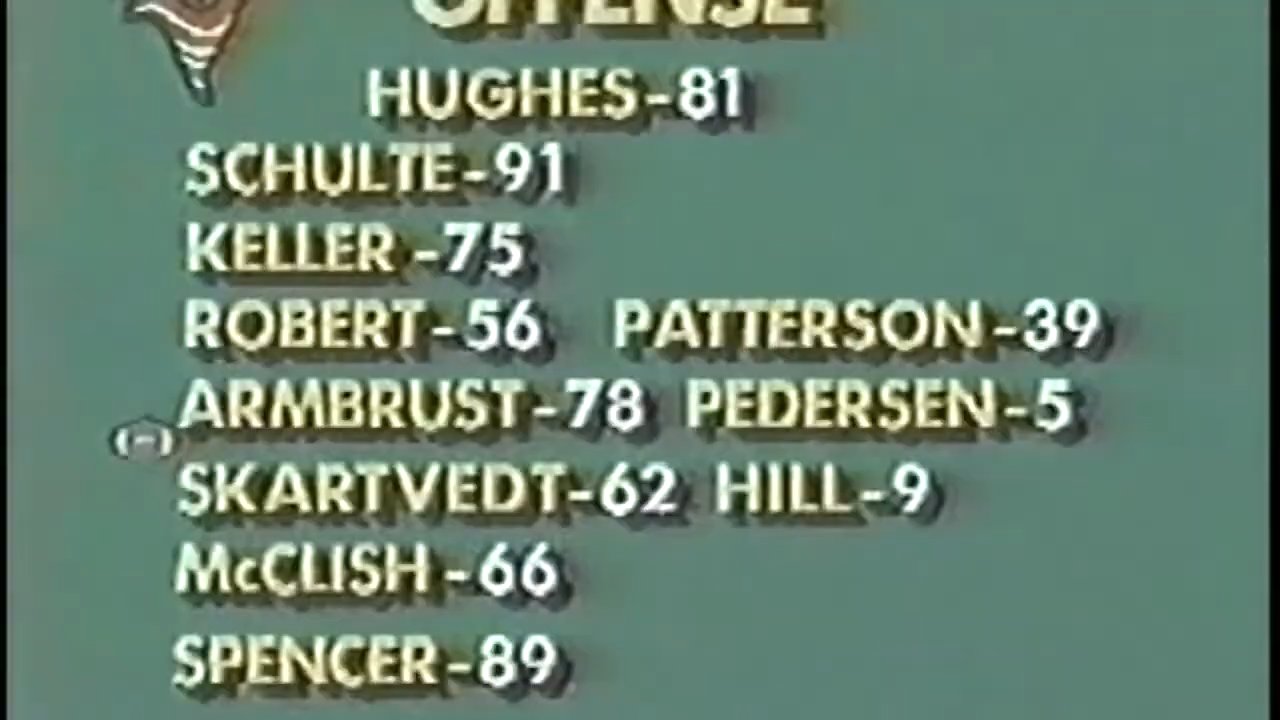 OFFENSE
HUGHES-81
SCHULTE-91
KELLER -75
ROBERT-56 PATTERSON-39
ARMBRUST-78 PEDERSEN-5
SKARTVEDT-62 HILL-9
McCLISH -66
SPENCER-89